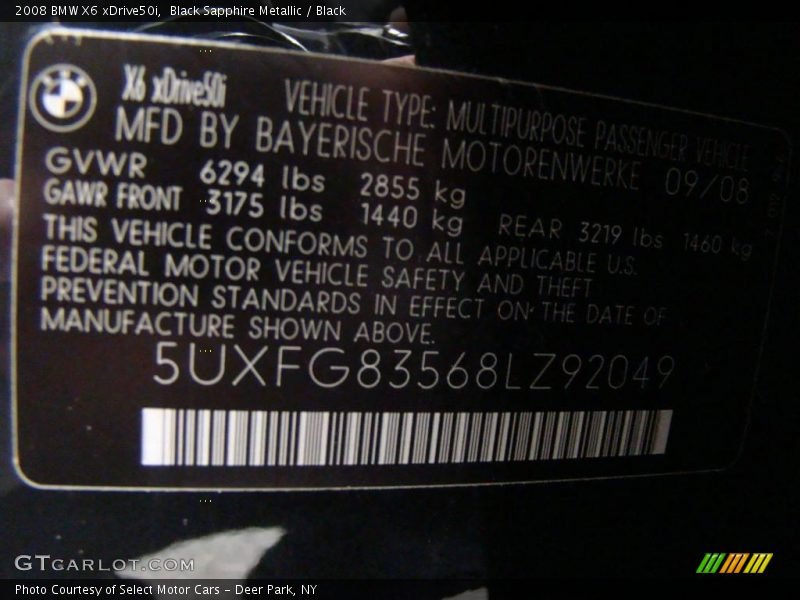 2008 BMW X6 xDrive50i, Black Sapphire Metallic / Black
X6 xDrive50i VEHICLE TYPE: MULTIPURPOSE PASSENGER VEHICLE
MFD BY BAYERISCHE MOTORENWERKE 09/08
GVWR 6294 lbs 2855 kg
GAWR FRONT 3175 lbs 1440 kg REAR 3219 lbs 1460 kg
THIS VEHICLE CONFORMS TO ALL APPLICABLE U.S.
FEDERAL MOTOR VEHICLE SAFETY AND THEFT
PREVENTION STANDARDS IN EFFECT ON THE DATE OF
MANUFACTURE SHOWN ABOVE.
5UXFG83568LZ92049
GTCARLOT.COM
Photo Courtesy of Select Motor Cars - Deer Park, NY